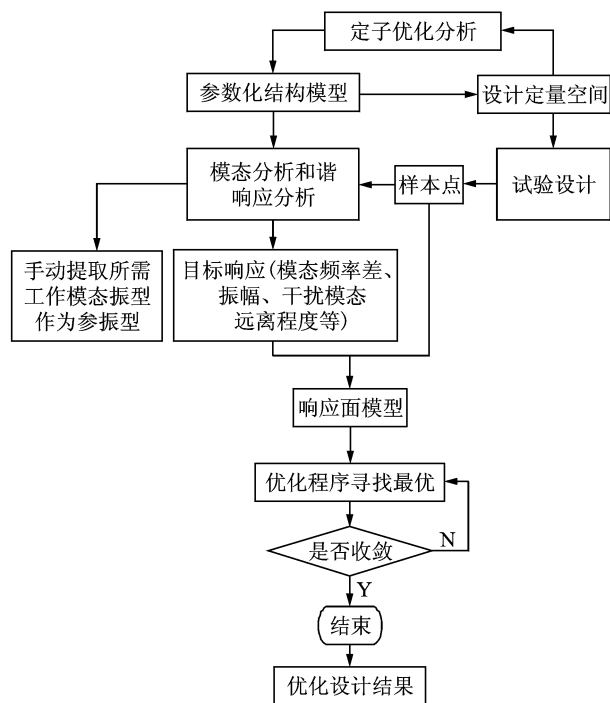 定子优化分析
参数化结构模型
设计定量空间
模态分析和谐
响应分析
样本点
试验设计
手动提取所需
工作模态振型
作为参振型
目标响应(模态频率差、
振幅、干扰模态
远离程度等)
响应面模型
优化程序寻找最优
是否收敛
N
Y
结束
优化设计结果